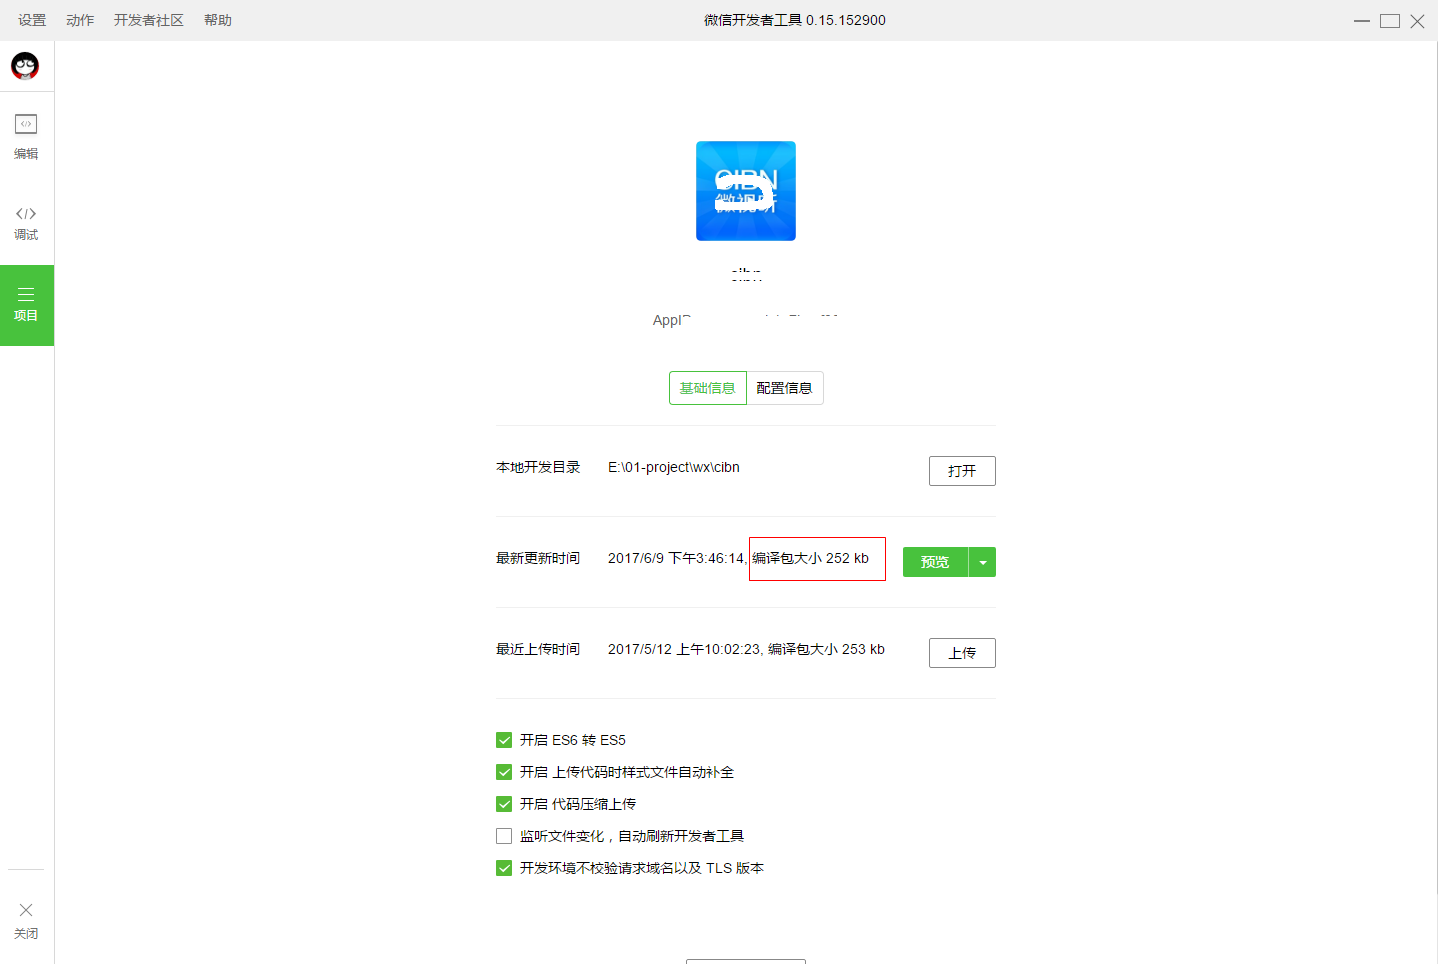 设置 动作 开发者社区 帮助 微信开发者工具 0.15.152900
编辑
调试
项目
基础信息 配置信息
本地开发目录 E:\01-project\wx\cibn 打开
最新更新时间 2017/6/9 下午3:46:14, 编译包大小 252 kb 预览
最近上传时间 2017/5/12 上午10:02:23, 编译包大小 253 kb 上传
开启 ES6 转 ES5
开启 上传代码时样式文件自动补全
开启 代码压缩上传
监听文件变化，自动刷新开发者工具
开发环境不校验请求域名以及 TLS 版本
关闭